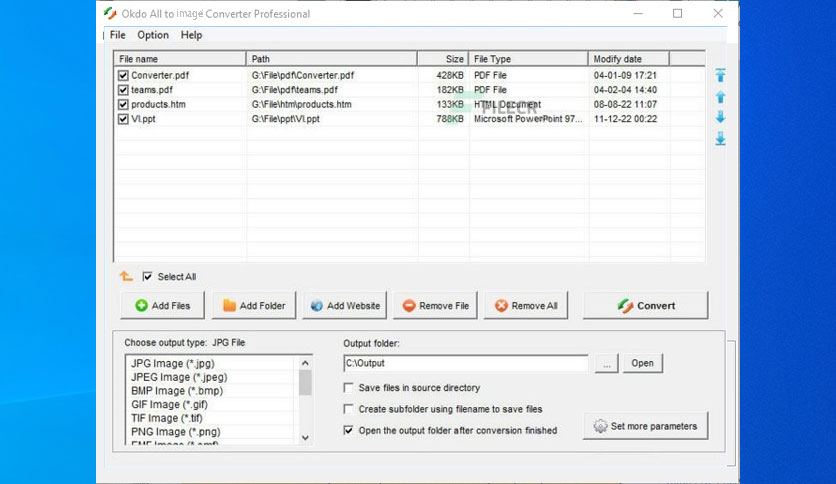 Okdo All to Image Converter Professional
File Option Help
File name Path Size File Type Modify date
Converter.pdf G:\File\pdf\Converter.pdf 428KB PDF File 04-01-09 17:21
teams.pdf G:\File\pdf\teams.pdf 182KB PDF File 04-02-04 14:40
products.htm G:\File\htm\products.htm 133KB HTML Document 08-08-22 11:07
VI.ppt G:\File\ppt\VI.ppt 788KB Microsoft PowerPoint 97... 11-12-22 00:22
FILECR
Select All
Add Files Add Folder Add Website Remove File Remove All Convert
Choose output type: JPG File
JPG Image (*.jpg)
JPEG Image (*.jpeg)
BMP Image (*.bmp)
GIF Image (*.gif)
TIF Image (*.tif)
PNG Image (*.png)
EMF Image (*.emf)
Output folder:
C:\Output ... Open
Save files in source directory
Create subfolder using filename to save files
Open the output folder after conversion finished
Set more parameters